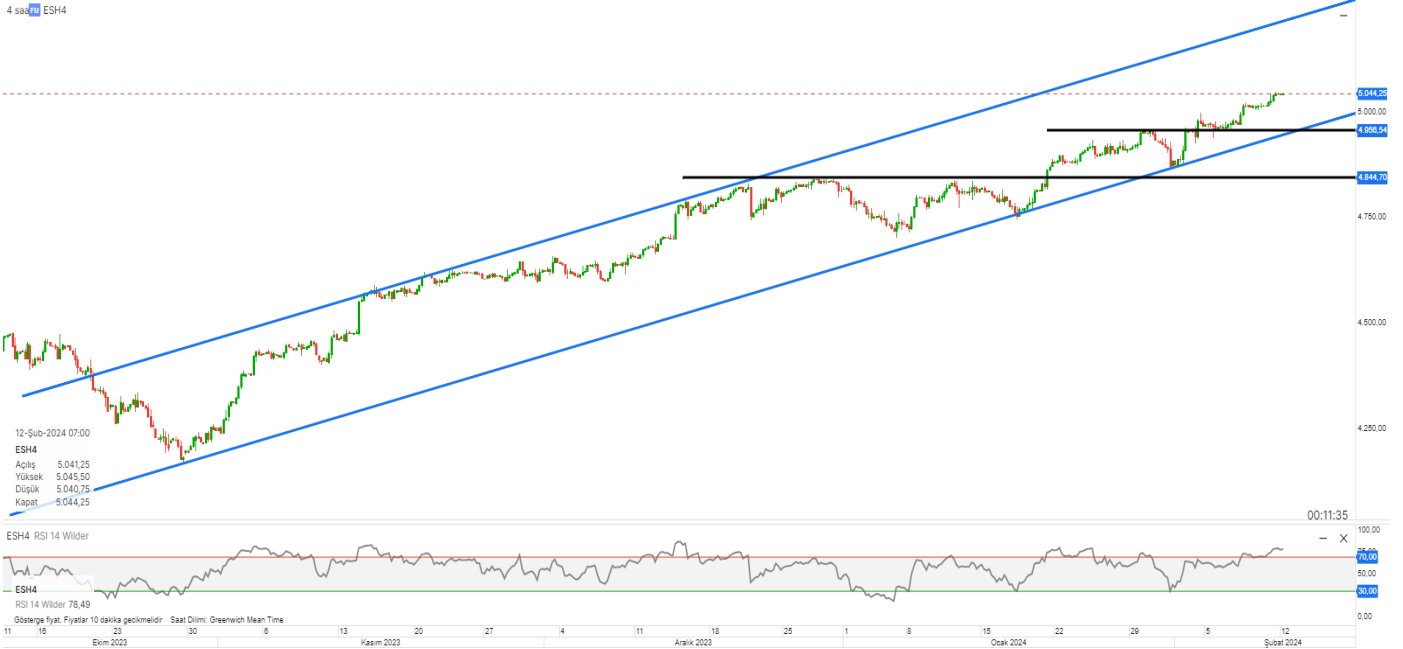 4 saa ru ESH4
5.044,25
5.000,00
4.956,54
4.844,70
4.750,00
4.500,00
4.250,00
12-Şub-2024 07:00
ESH4
Açılış 5.041,25
Yüksek 5.045,50
Düşük 5.040,75
Kapat 5.044,25
00:11:35
ESH4 RSI 14 Wilder
100,00
70,00
50,00
30,00
0,00
ESH4
RSI 14 Wilder 78,49
Gösterge fiyat. Fiyatlar 10 dakika gecikmelidir Saat Dilimi: Greenwich Mean Time
11 16 23 30 6 13 20 27 4 11 18 25 1 8 15 22 29 5 12
Ekim 2023 Kasım 2023 Aralık 2023 Ocak 2024 Şubat 2024